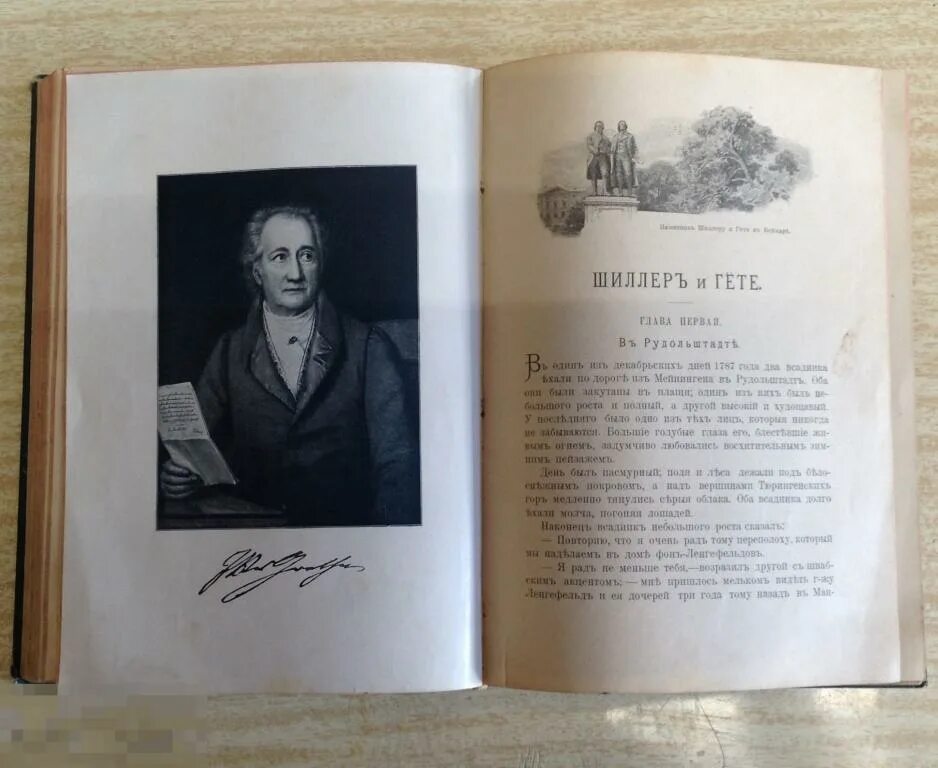 Памятникъ Шиллеру и Гете въ Веймарѣ.
ШИЛЛЕРЪ и ГЁТЕ.
ГЛАВА ПЕРВАЯ.
Въ Рудольштадтѣ.
Въ одинъ изъ декабрьскихъ дней 1787 года два всадника
ѣхали по дорогѣ изъ Мейнингена въ Рудольштадтъ. Оба
они были закутаны въ плащи; одинъ изъ нихъ былъ не-
большого роста и полный, а другой высокій и худощавый.
У послѣдняго было одно изъ тѣхъ лицъ, которыя никогда
не забываются. Большіе голубые глаза его, блестѣвшіе жи-
вымъ огнемъ, задумчиво любовались восхитительнымъ зим-
нимъ пейзажемъ.
День былъ пасмурный; поля и лѣса лежали подъ бѣло-
снѣжнымъ покровомъ, а надъ вершинами Тюрингенскихъ
горъ медленно тянулись сѣрыя облака. Оба всадника долго
ѣхали молча, погоняя лошадей.
Наконецъ всадникъ небольшого роста сказалъ:
— Повторяю, что я очень радъ тому переполоху, который
мы надѣлаемъ въ домѣ фонъ-Ленгефельдовъ.
— Я радъ не меньше тебя,—возразилъ другой съ шваб-
скимъ акцентомъ;—мнѣ пришлось мелькомъ видѣть г-жу
Ленгефельдъ и ея дочерей три года тому назадъ въ Ман-